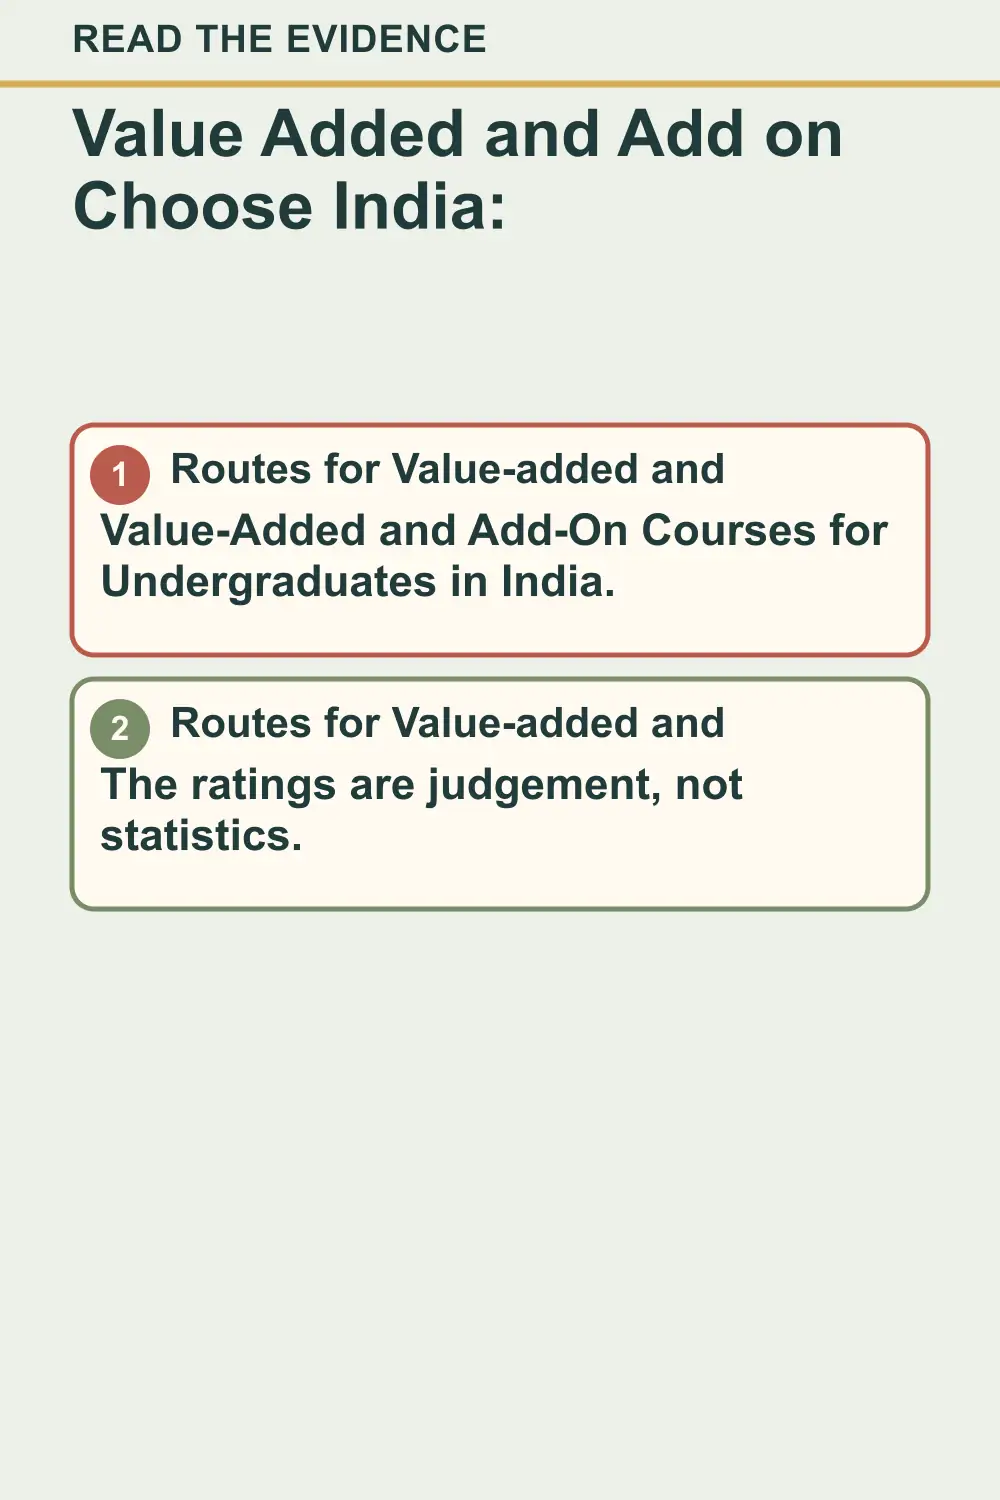 READ THE EVIDENCE
Value Added and Add on
Choose India:
1 Routes for Value-added and
Value-Added and Add-On Courses for
Undergraduates in India.
2 Routes for Value-added and
The ratings are judgement, not
statistics.